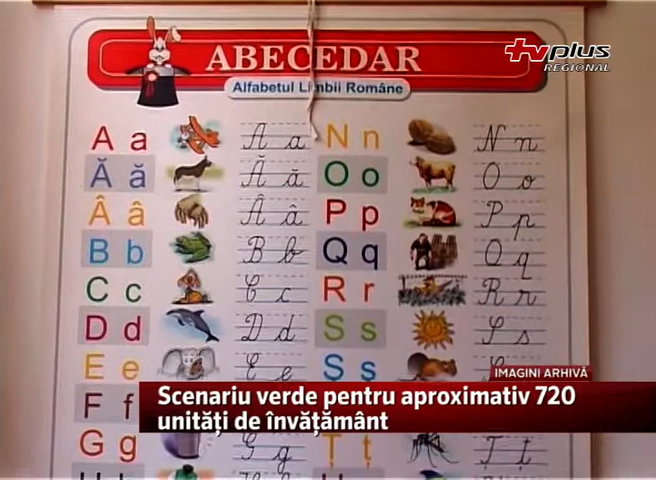 ABECEDAR
tvplus
REGIONAL
Alfabetul Limbii Române
A a A a N n N n
Ă ă Ă ă O o O o
Â â Â â P p P p
B b B b Q q Q q
C c C c R r R r
D d D d S s S s
E e E e S s
IMAGINI ARHIVĂ
Scenariu verde pentru aproximativ 720
unități de învățământ
F f
G g G g Ț ț Ț ț